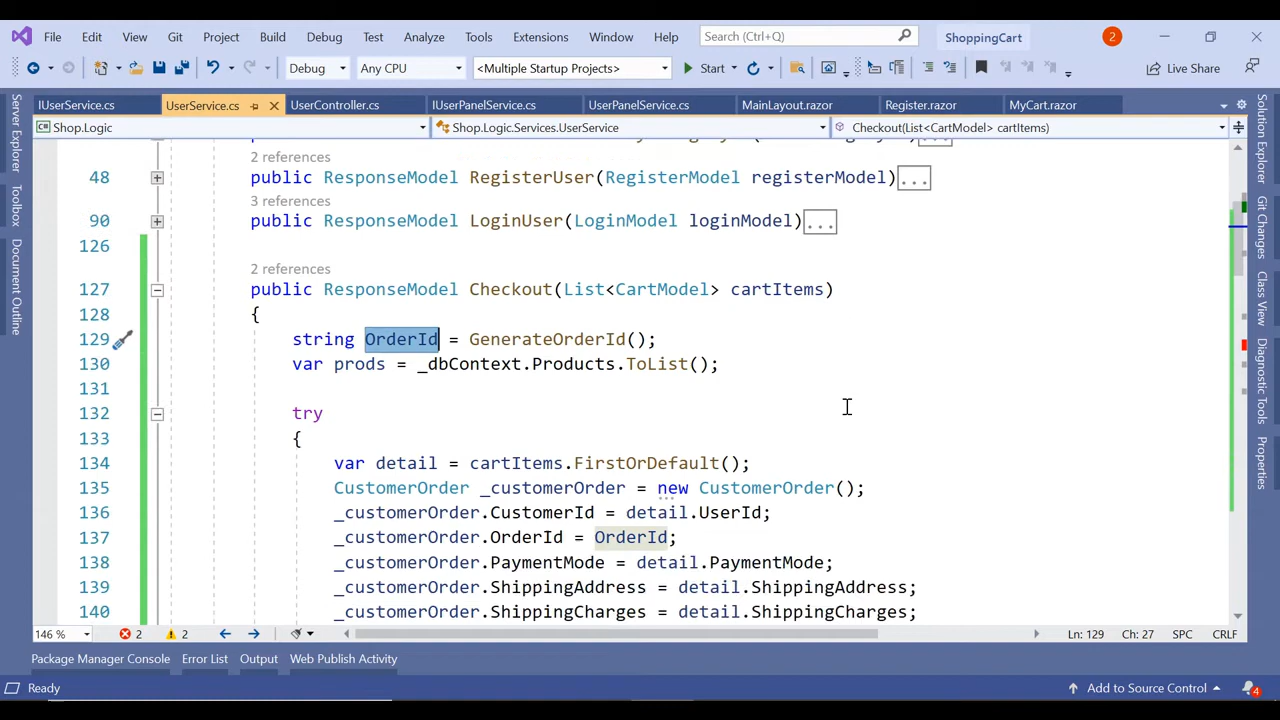 File Edit View Git Project Build Debug Test Analyze Tools Extensions Window Help Search (Ctrl+Q) ShoppingCart 2
Debug Any CPU <Multiple Startup Projects> Start Live Share
IUserService.cs UserService.cs UserController.cs IUserPanelService.cs UserPanelService.cs MainLayout.razor Register.razor MyCart.razor
Shop.Logic Shop.Logic.Services.UserService Checkout(List<CartModel> cartItems)
Server Explorer
Toolbox
Document Outline
2 references
48 public ResponseModel RegisterUser(RegisterModel registerModel)...
3 references
90 public ResponseModel LoginUser(LoginModel loginModel)...
126
2 references
127 public ResponseModel Checkout(List<CartModel> cartItems)
128 {
129 string OrderId = GenerateOrderId();
130 var prods = _dbContext.Products.ToList();
131
132 try
133 {
134 var detail = cartItems.FirstOrDefault();
135 CustomerOrder _customerOrder = new CustomerOrder();
136 _customerOrder.CustomerId = detail.UserId;
137 _customerOrder.OrderId = OrderId;
138 _customerOrder.PaymentMode = detail.PaymentMode;
139 _customerOrder.ShippingAddress = detail.ShippingAddress;
140 _customerOrder.ShippingCharges = detail.ShippingCharges;
Solution Explorer
Git Changes
Class View
Diagnostic Tools
Properties
146 % 2 2 Ln: 129 Ch: 27 SPC CRLF
Package Manager Console Error List Output Web Publish Activity
Ready Add to Source Control 4